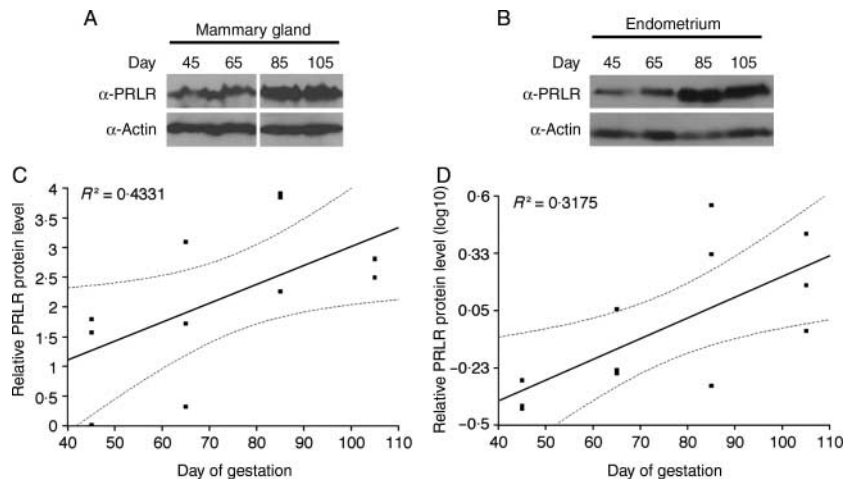 A
Mammary gland
Day 45 65 85 105
α-PRLR
α-Actin
B
Endometrium
Day 45 65 85 105
α-PRLR
α-Actin
C
R² = 0·4331
Relative PRLR protein level
4
3·5
3
2·5
2
1·5
1
0·5
0
40 50 60 70 80 90 100 110
Day of gestation
D
R² = 0·3175
Relative PRLR protein level (log10)
0·6
0·33
0·05
−0·23
−0·5
40 50 60 70 80 90 100 110
Day of gestation